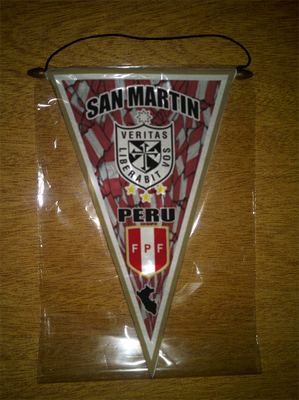 SAN MARTIN
VERITAS
LIBERABIT VOS
PERU
FPF